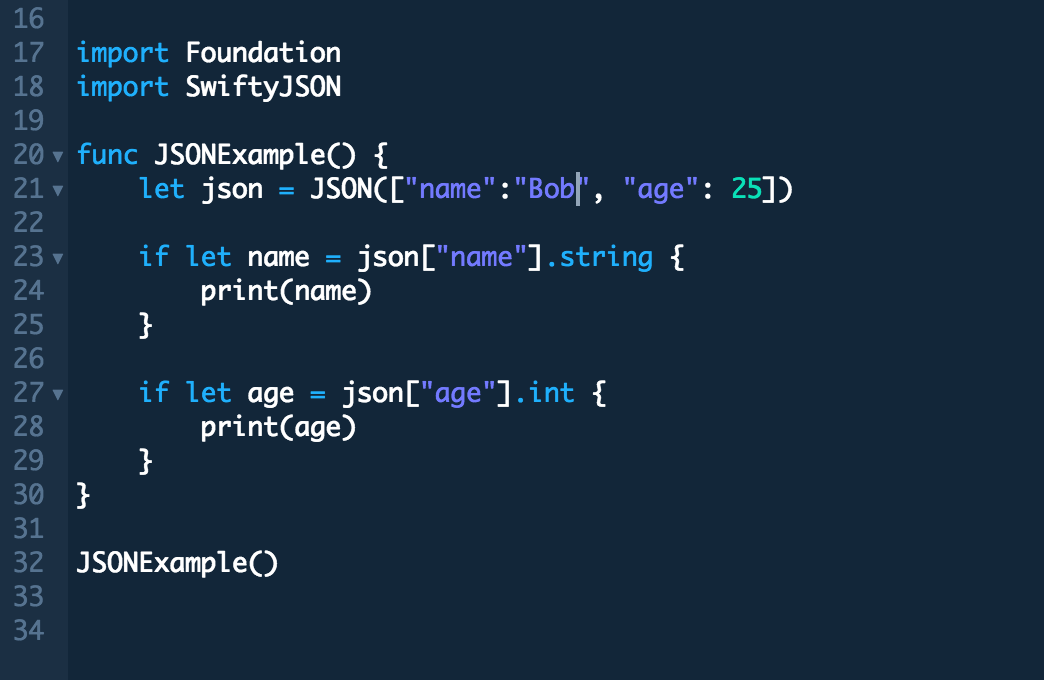 16
17 import Foundation
18 import SwiftyJSON
19
20 func JSONExample() {
21     let json = JSON(["name":"Bob", "age": 25])
22
23     if let name = json["name"].string {
24         print(name)
25     }
26
27     if let age = json["age"].int {
28         print(age)
29     }
30 }
31
32 JSONExample()
33
34